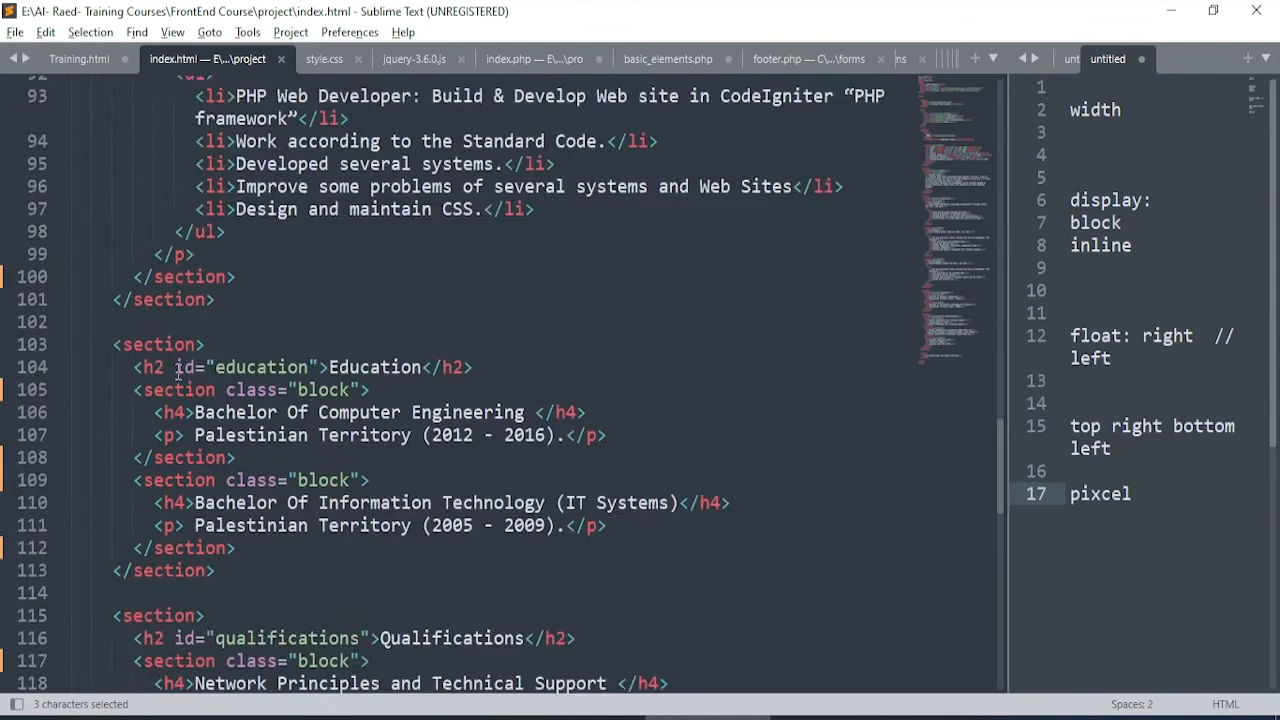 E:\Al- Raed- Training Courses\FrontEnd Course\project\index.html - Sublime Text (UNREGISTERED)
File Edit Selection Find View Goto Tools Project Preferences Help
Training.html index.html — E\...\project style.css jquery-3.6.0.js index.php — E:\...\pro basic_elements.php footer.php — C\...\forms ns unt untitled
92 <ul>
93 <li>PHP Web Developer: Build & Develop Web site in CodeIgniter “PHP
framework”</li>
94 <li>Work according to the Standard Code.</li>
95 <li>Developed several systems.</li>
96 <li>Improve some problems of several systems and Web Sites</li>
97 <li>Design and maintain CSS.</li>
98 </ul>
99 </p>
100 </section>
101 </section>
102
103 <section>
104 <h2 id="education">Education</h2>
105 <section class="block">
106 <h4>Bachelor Of Computer Engineering </h4>
107 <p> Palestinian Territory (2012 - 2016).</p>
108 </section>
109 <section class="block">
110 <h4>Bachelor Of Information Technology (IT Systems)</h4>
111 <p> Palestinian Territory (2005 - 2009).</p>
112 </section>
113 </section>
114
115 <section>
116 <h2 id="qualifications">Qualifications</h2>
117 <section class="block">
118 <h4>Network Principles and Technical Support </h4>
1
2 width
3
4
5
6 display:
7 block
8 inline
9
10
11
12 float: right //
left
13
14
15 top right bottom
left
16
17 pixcel
3 characters selected Spaces: 2 HTML